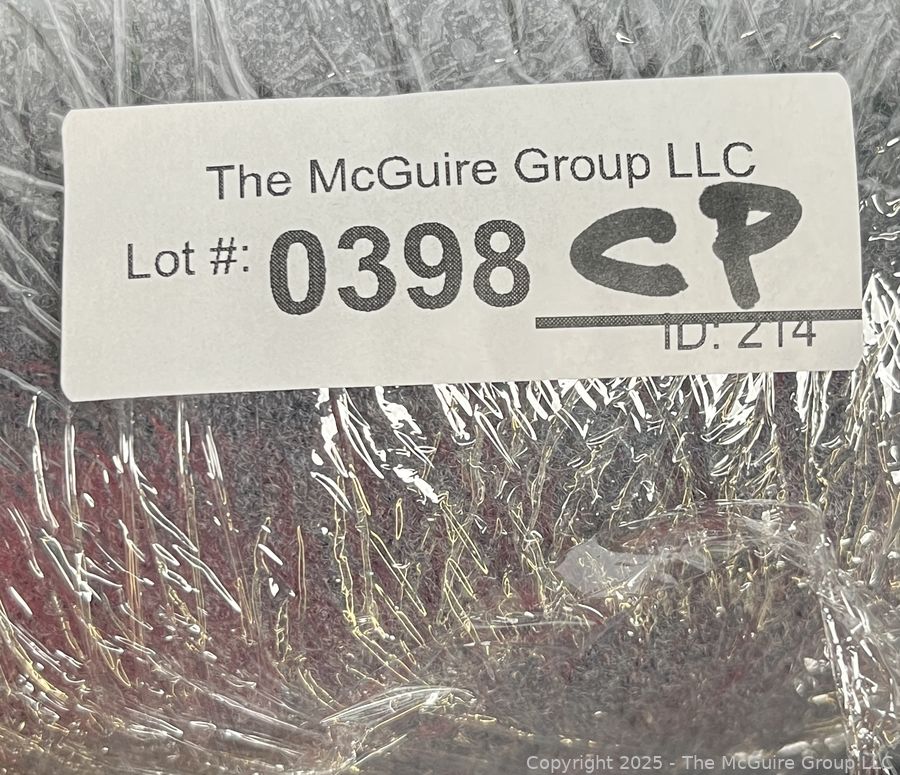 The McGuire Group LLC
Lot #: 0398 CP
ID: 214
Copyright 2025 - The McGuire Group LLC